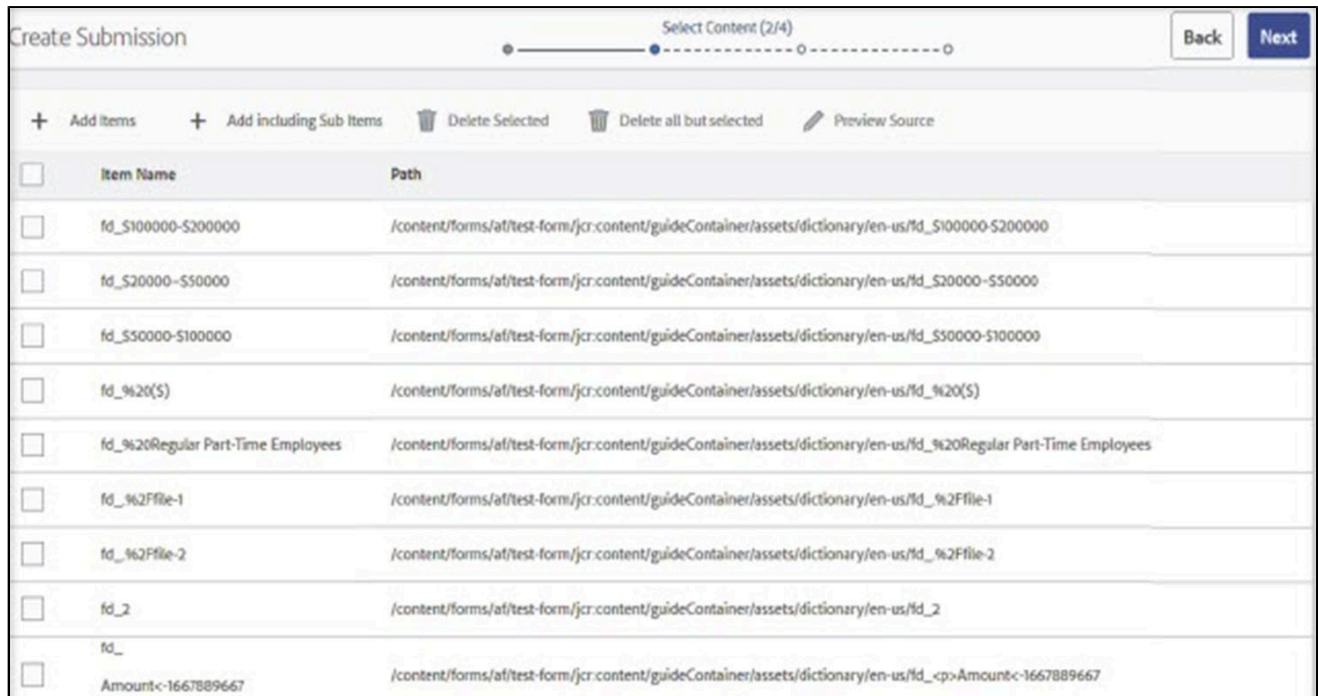 Create Submission
Select Content (2/4)
Back
Next
+ Add Items
+ Add including Sub Items
Delete Selected
Delete all but selected
Preview Source
Item Name Path
fd_$100000-$200000 /content/forms/af/test-form/jcr:content/guideContainer/assets/dictionary/en-us/fd_$100000-$200000
fd_$20000–$50000 /content/forms/af/test-form/jcr:content/guideContainer/assets/dictionary/en-us/fd_$20000–$50000
fd_$50000-$100000 /content/forms/af/test-form/jcr:content/guideContainer/assets/dictionary/en-us/fd_$50000-$100000
fd_%20($) /content/forms/af/test-form/jcr:content/guideContainer/assets/dictionary/en-us/fd_%20($)
fd_%20Regular Part-Time Employees /content/forms/af/test-form/jcr:content/guideContainer/assets/dictionary/en-us/fd_%20Regular Part-Time Employees
fd_.%2Ffile-1 /content/forms/af/test-form/jcr:content/guideContainer/assets/dictionary/en-us/fd_.%2Ffile-1
fd_.%2Ffile-2 /content/forms/af/test-form/jcr:content/guideContainer/assets/dictionary/en-us/fd_.%2Ffile-2
fd_2 /content/forms/af/test-form/jcr:content/guideContainer/assets/dictionary/en-us/fd_2
fd_
Amount<-1667889667 /content/forms/af/test-form/jcr:content/guideContainer/assets/dictionary/en-us/fd_<p>Amount<-1667889667